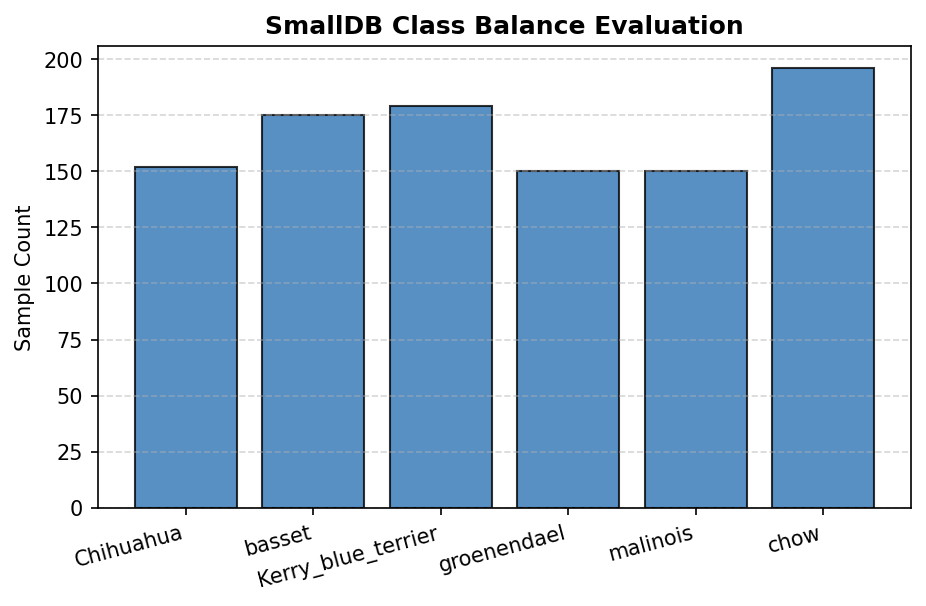 SmallDB Class Balance Evaluation
Sample Count
200
175
150
125
100
75
50
25
0
Chihuahua
basset
Kerry_blue_terrier
groenendael
malinois
chow